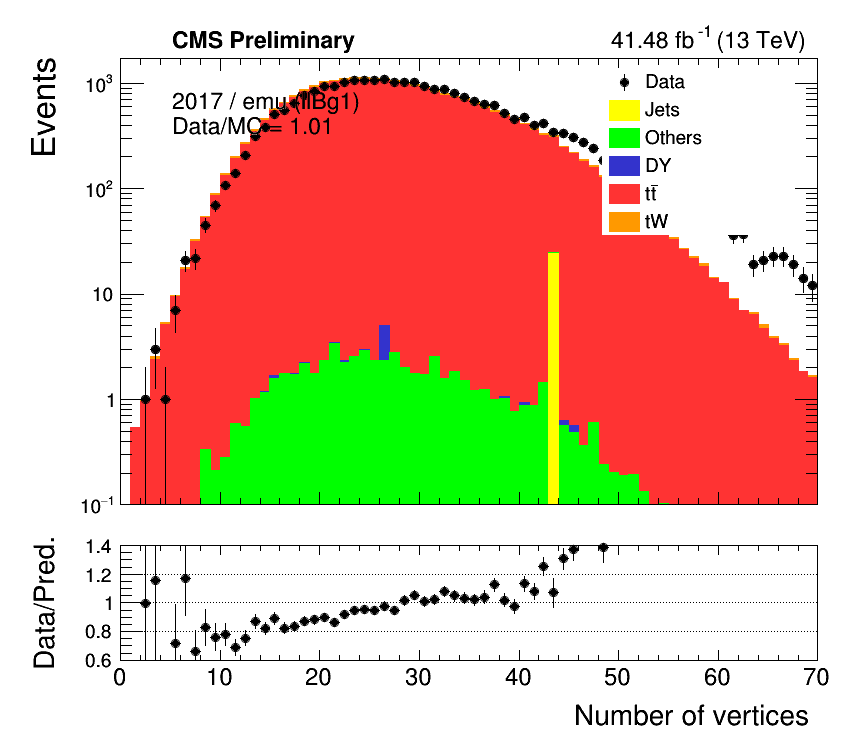 CMS Preliminary
41.48 fb⁻¹ (13 TeV)
Events
10³
10²
10
1
10⁻¹
2017 / emu (llBg1)
Data/MC = 1.01
Data
Jets
Others
DY
tt̄
tW
Data/Pred.
1.4
1.2
1
0.8
0.6
0 10 20 30 40 50 60 70
Number of vertices